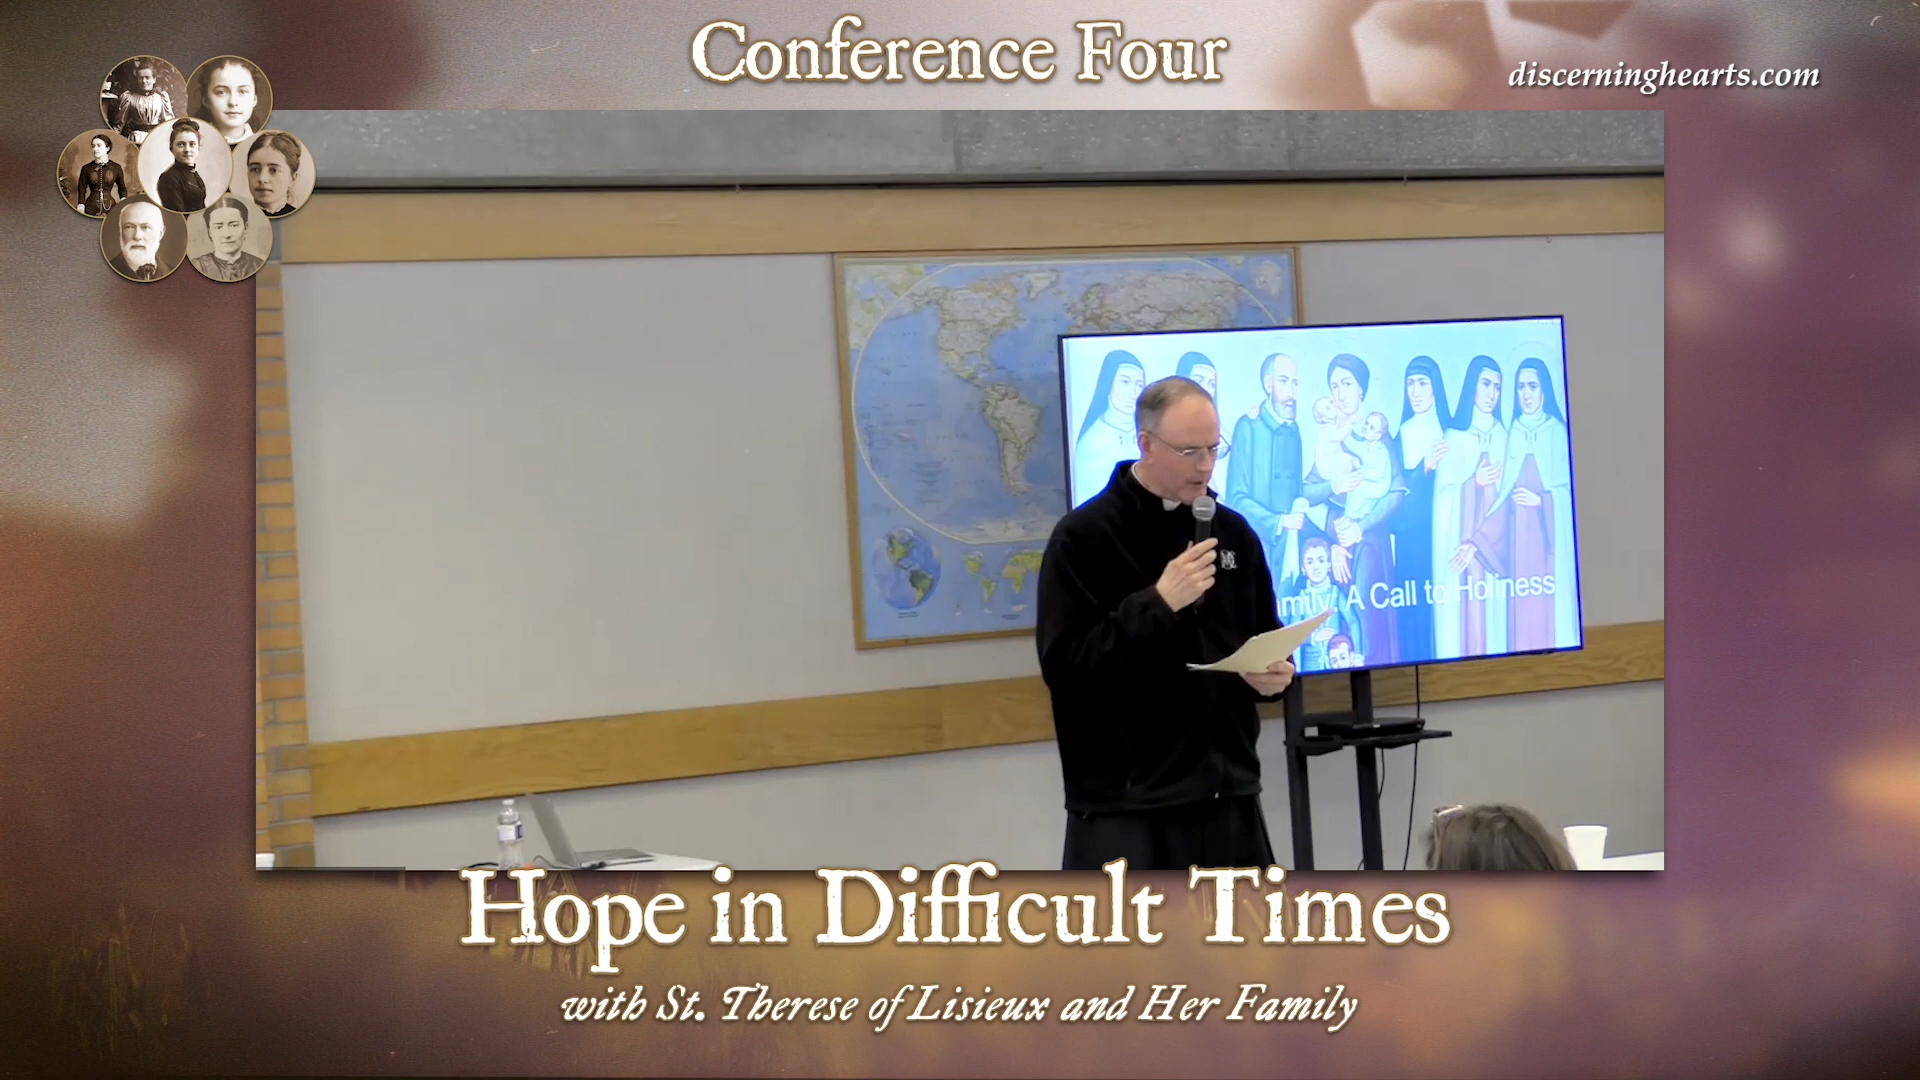 Conference Four
discerninghearts.com
amily: A Call to Holiness
Hope in Difficult Times
with St. Therese of Lisieux and Her Family